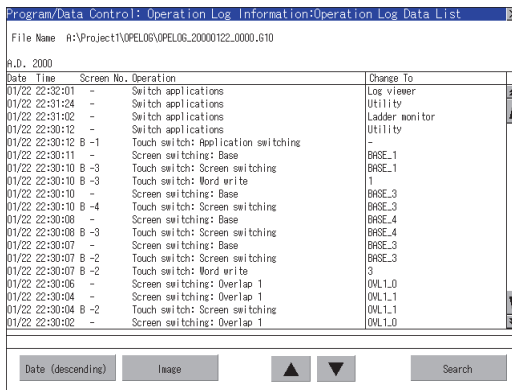 Program/Data Control: Operation Log Information:Operation Log Data List
File Name A:\Project1\OPELOG\OPELOG_20000122_0000.G10
A.D. 2000
Date Time Screen No. Operation Change To
01/22 22:32:01 - Switch applications Log viewer
01/22 22:31:24 - Switch applications Utility
01/22 22:31:02 - Switch applications Ladder monitor
01/22 22:30:12 - Switch applications Utility
01/22 22:30:12 B -1 Touch switch: Application switching -
01/22 22:30:11 - Screen switching: Base BASE_1
01/22 22:30:10 B -3 Touch switch: Screen switching BASE_1
01/22 22:30:10 B -3 Touch switch: Word write 1
01/22 22:30:10 - Screen switching: Base BASE_3
01/22 22:30:10 B -4 Touch switch: Screen switching BASE_3
01/22 22:30:08 - Screen switching: Base BASE_4
01/22 22:30:08 B -3 Touch switch: Screen switching BASE_4
01/22 22:30:07 - Screen switching: Base BASE_3
01/22 22:30:07 B -2 Touch switch: Screen switching BASE_3
01/22 22:30:07 B -2 Touch switch: Word write 3
01/22 22:30:06 - Screen switching: Overlap 1 OVL1_0
01/22 22:30:04 - Screen switching: Overlap 1 OVL1_1
01/22 22:30:04 B -2 Touch switch: Screen switching OVL1_1
01/22 22:30:02 - Screen switching: Overlap 1 OVL1_0
Date (descending) Image ▲ ▼ Search